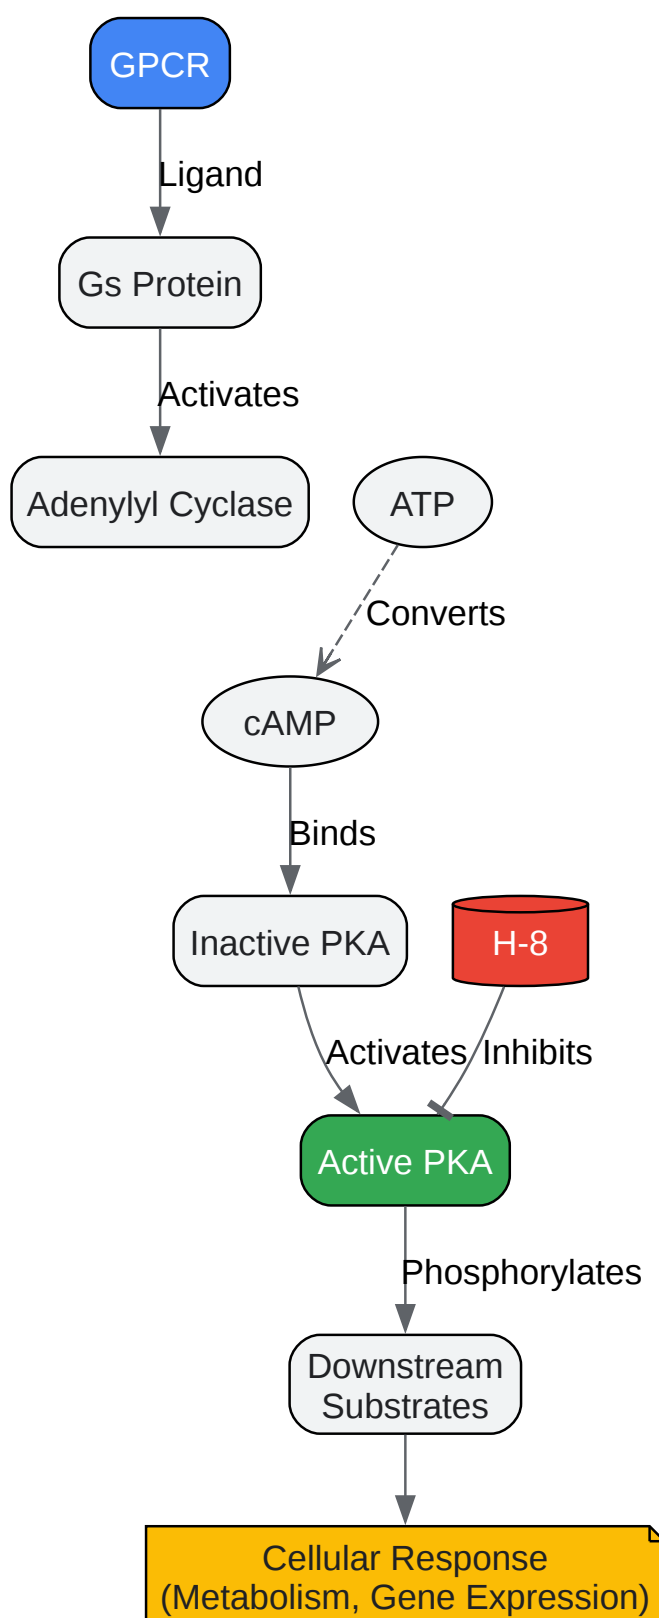 GPCR
Ligand
Gs Protein
Activates
Adenylyl Cyclase
ATP
Converts
cAMP
Binds
Inactive PKA
H-8
Activates
Inhibits
Active PKA
Phosphorylates
Downstream
Substrates
Cellular Response
(Metabolism, Gene Expression)